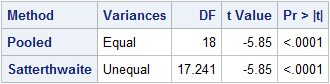 Method Variances DF t Value Pr > |t|
Pooled Equal 18 -5.85 <.0001
Satterthwaite Unequal 17.241 -5.85 <.0001